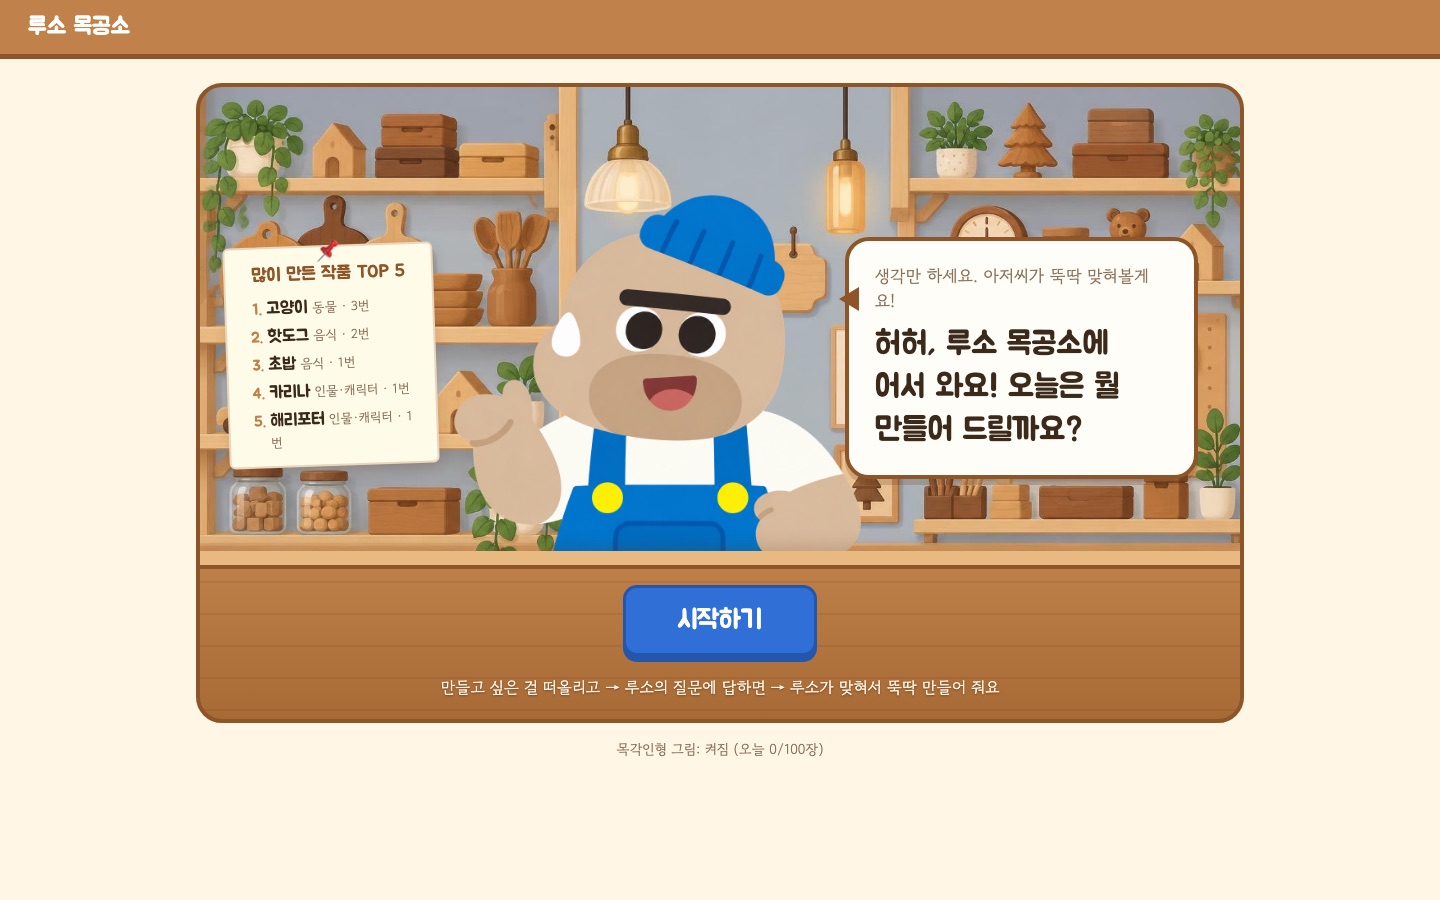 루소 목공소
많이 만든 작품 TOP 5
1. 고양이 동물 · 3번
2. 핫도그 음식 · 2번
3. 초밥 음식 · 1번
4. 카리나 인물·캐릭터 · 1번
5. 해리포터 인물·캐릭터 · 1
번
생각만 하세요. 아저씨가 뚝딱 맞혀볼게
요!
허허, 루소 목공소에
어서 와요! 오늘은 뭘
만들어 드릴까요?
시작하기
만들고 싶은 걸 떠올리고 → 루소의 질문에 답하면 → 루소가 맞혀서 뚝딱 만들어 줘요
목각인형 그림: 켜짐 (오늘 0/100장)